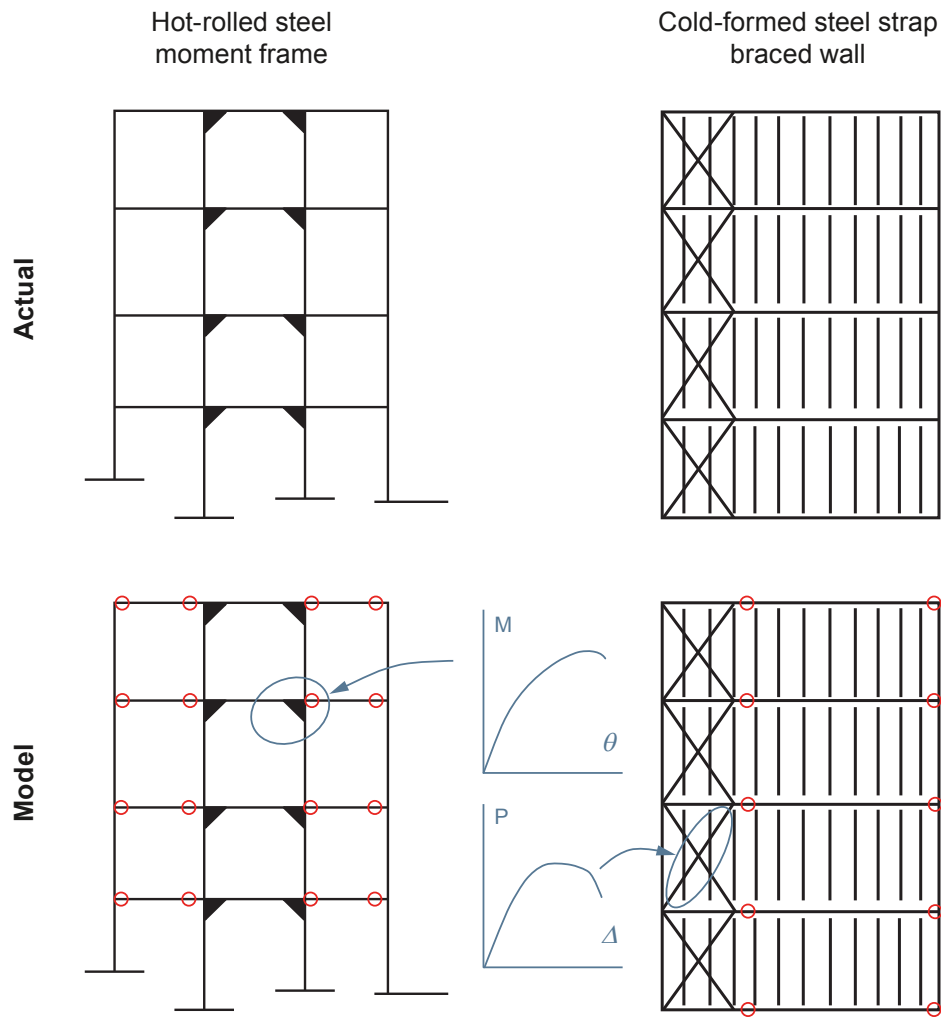 Hot-rolled steel
moment frame
Cold-formed steel strap
braced wall
Actual
Model
M
θ
P
Δ